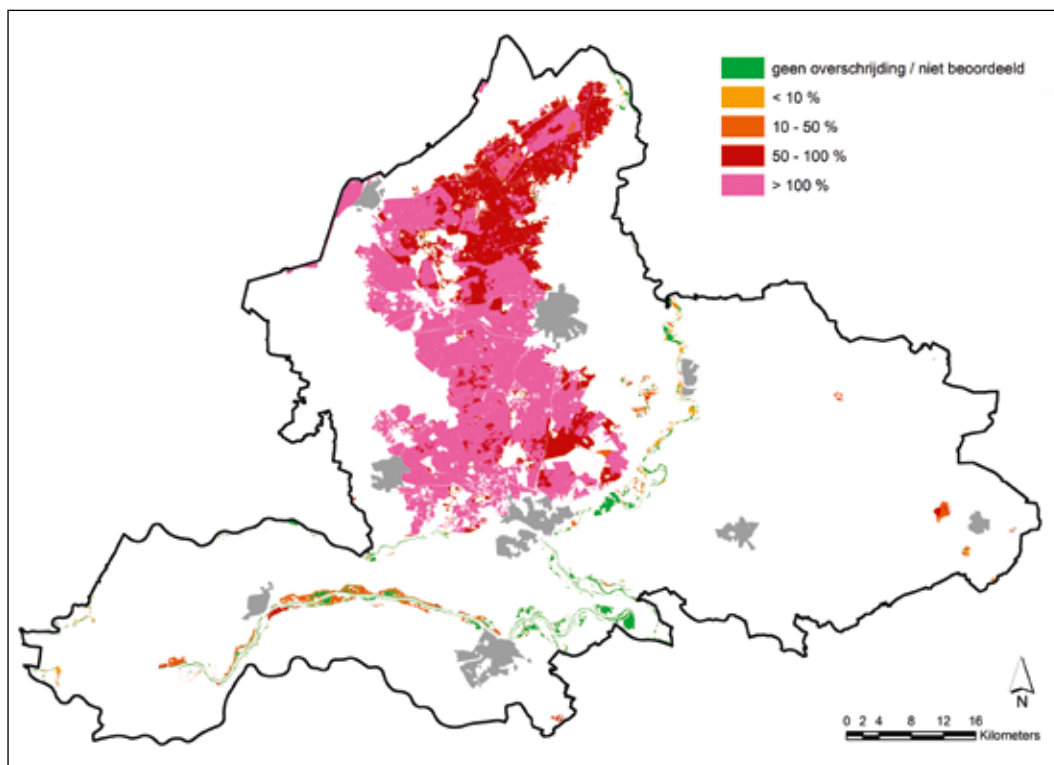 geen overschrijding / niet beoordeeld
< 10 %
10 - 50 %
50 - 100 %
> 100 %
N
0 2 4 8 12 16
Kilometers